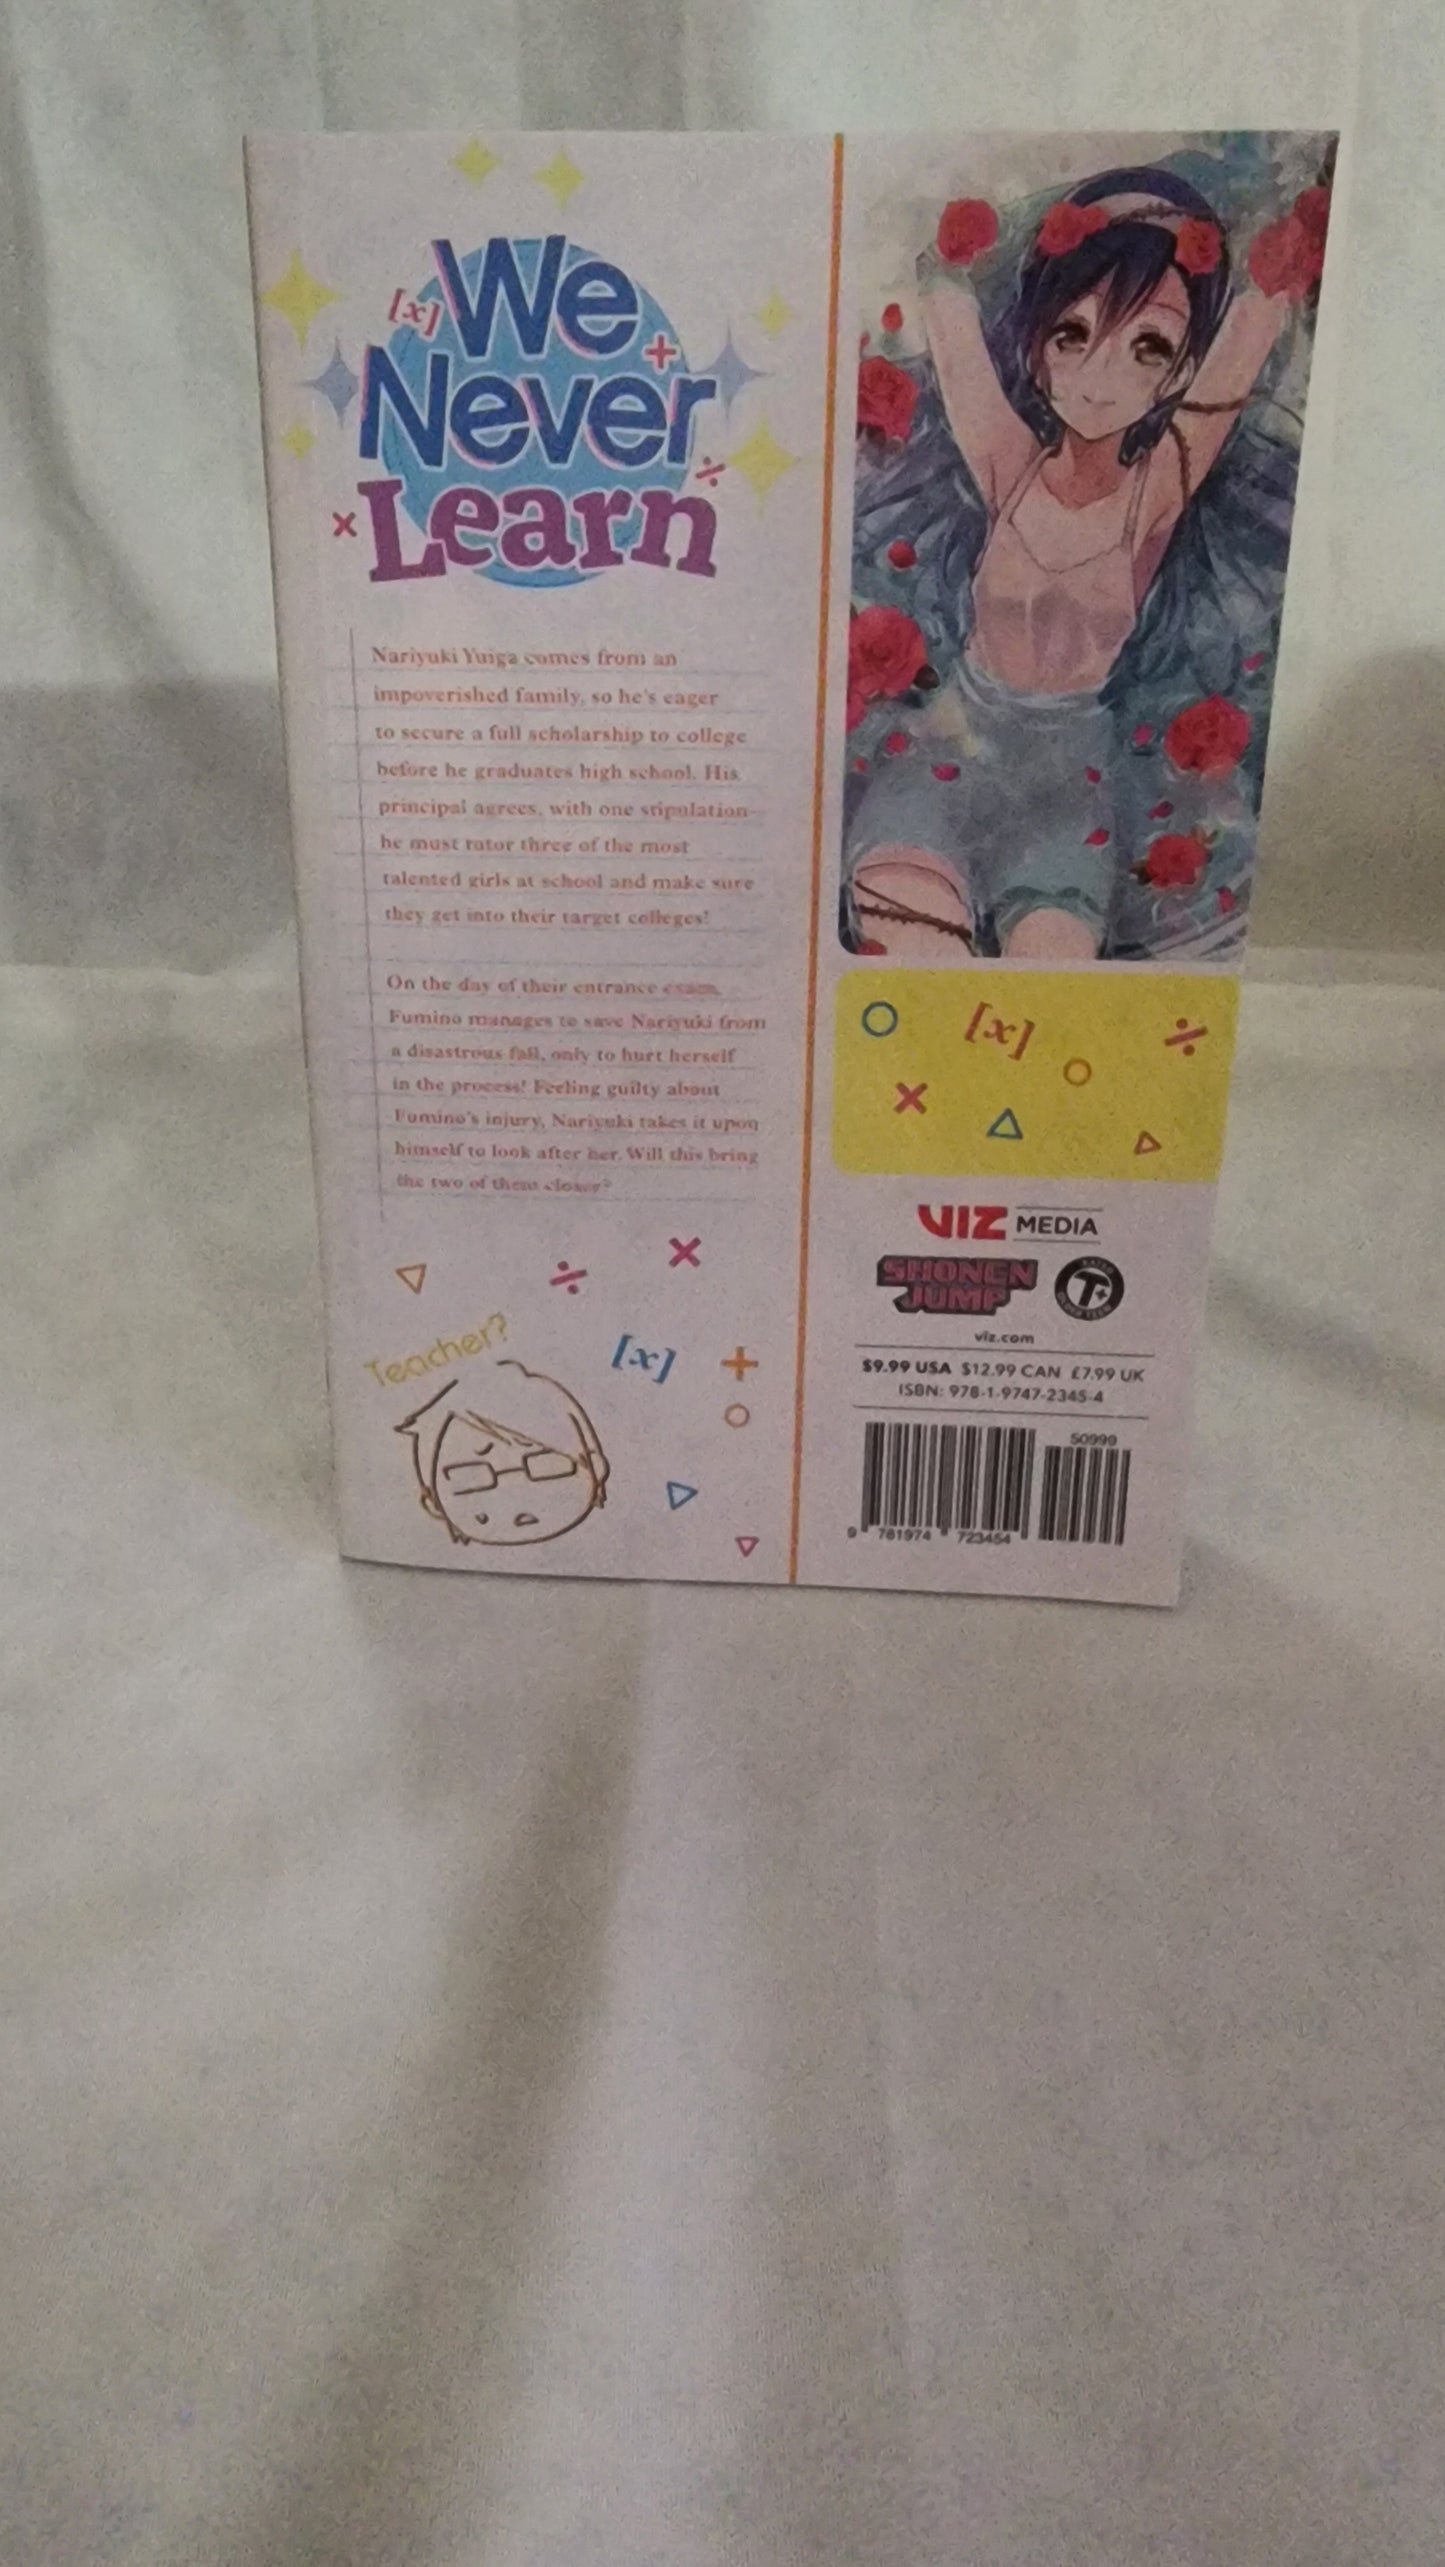 [x] We
Never
Learn
Nariyuki Yuiga comes from an
impoverished family, so he's eager
to secure a full scholarship to college
before he graduates high school. His
principal agrees, with one stipulation—
he must tutor three of the most
talented girls at school and make sure
they get into their target colleges!
On the day of their entrance exam,
Fumino manages to save Nariyuki from
a disastrous fall, only to hurt herself
in the process! Feeling guilty about
Fumino's injury, Nariyuki takes it upon
himself to look after her. Will this bring
the two of them closer?
Teacher?
[x]
[x]
VIZ MEDIA
SHONEN
JUMP
RATED
T+
OLDER TEEN
viz.com
$9.99 USA $12.99 CAN £7.99 UK
ISBN: 978-1-9747-2345-4
50999
9 781974 723454